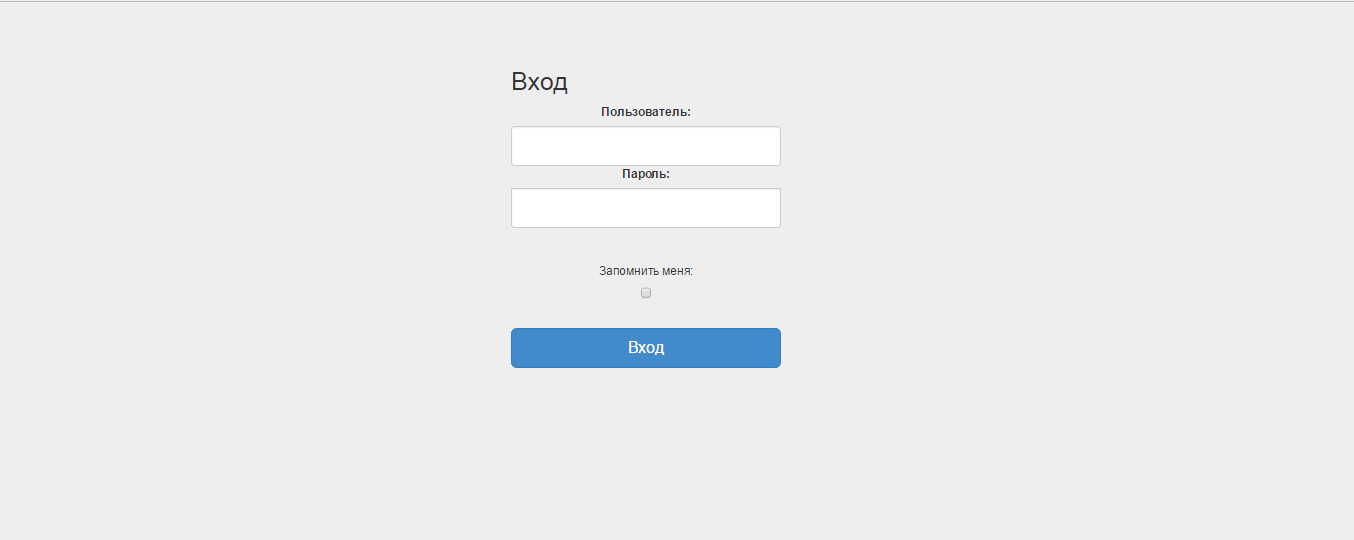 Вход
Пользователь:
Пароль:
Запомнить меня:
Вход